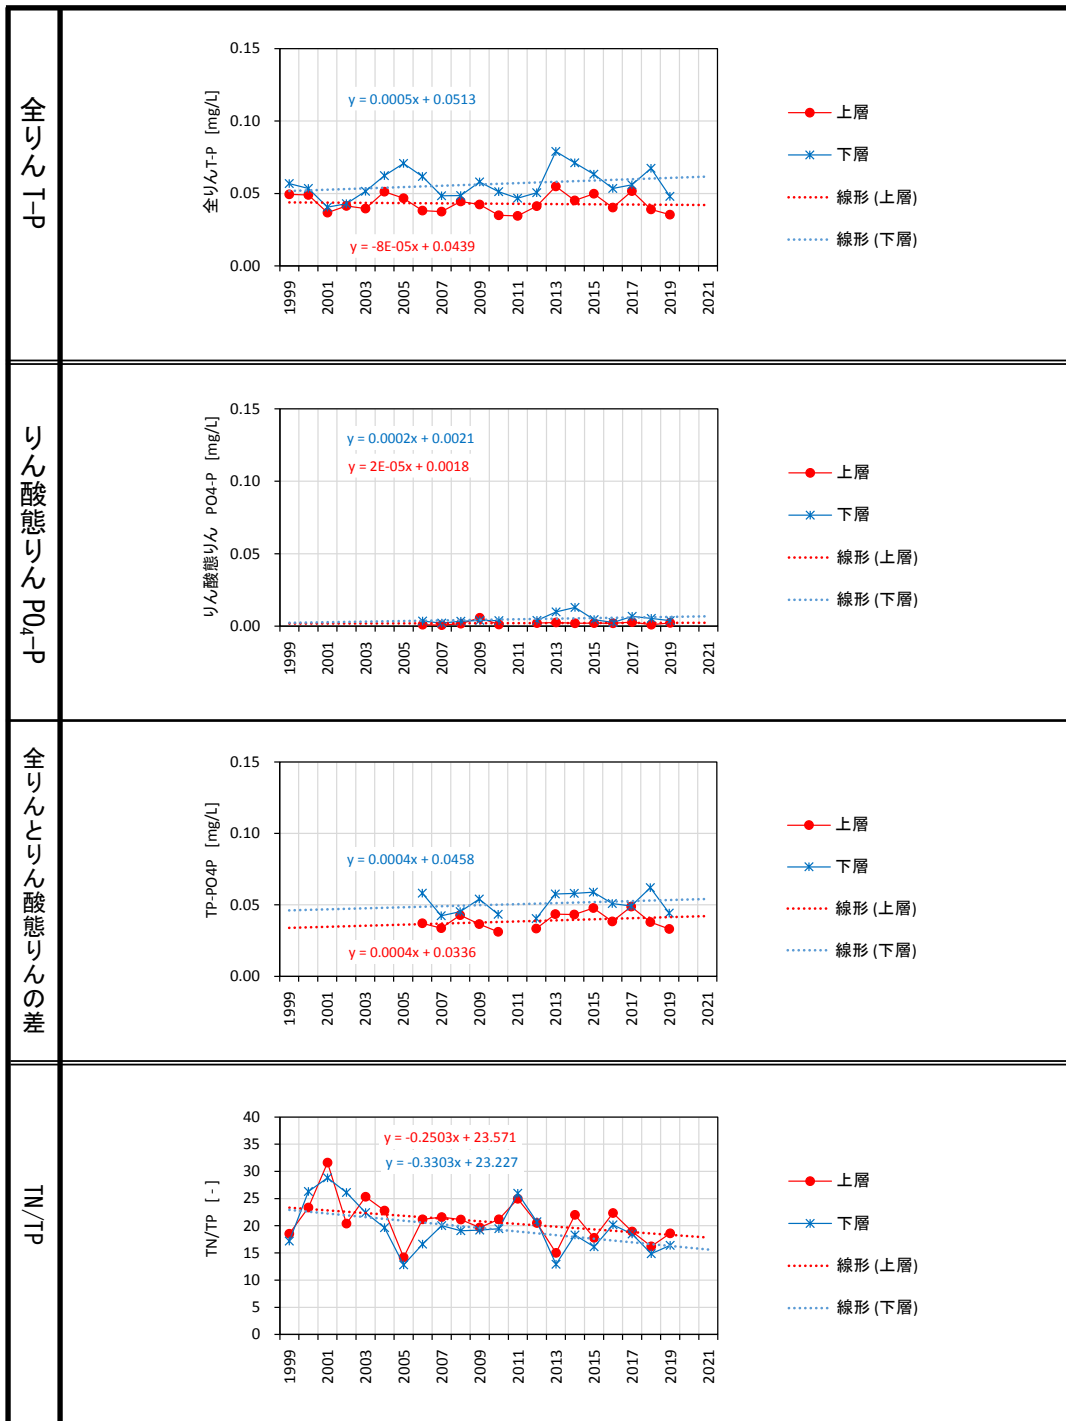 全りん T-P
全りんT-P [mg/L]
0.15
0.10
0.05
0.00
y = 0.0005x + 0.0513
y = -8E-05x + 0.0439
1999 2001 2003 2005 2007 2009 2011 2013 2015 2017 2019 2021
上層
下層
線形 (上層)
線形 (下層)
りん酸態りん PO₄-P
りん酸態りん PO4-P [mg/L]
0.15
0.10
0.05
0.00
y = 0.0002x + 0.0021
y = 2E-05x + 0.0018
1999 2001 2003 2005 2007 2009 2011 2013 2015 2017 2019 2021
上層
下層
線形 (上層)
線形 (下層)
全りんとりん酸態りんの差
TP-PO4P [mg/L]
0.15
0.10
0.05
0.00
y = 0.0004x + 0.0458
y = 0.0004x + 0.0336
1999 2001 2003 2005 2007 2009 2011 2013 2015 2017 2019 2021
上層
下層
線形 (上層)
線形 (下層)
TN/TP
TN/TP [ - ]
40
35
30
25
20
15
10
5
0
y = -0.2503x + 23.571
y = -0.3303x + 23.227
1999 2001 2003 2005 2007 2009 2011 2013 2015 2017 2019 2021
上層
下層
線形 (上層)
線形 (下層)